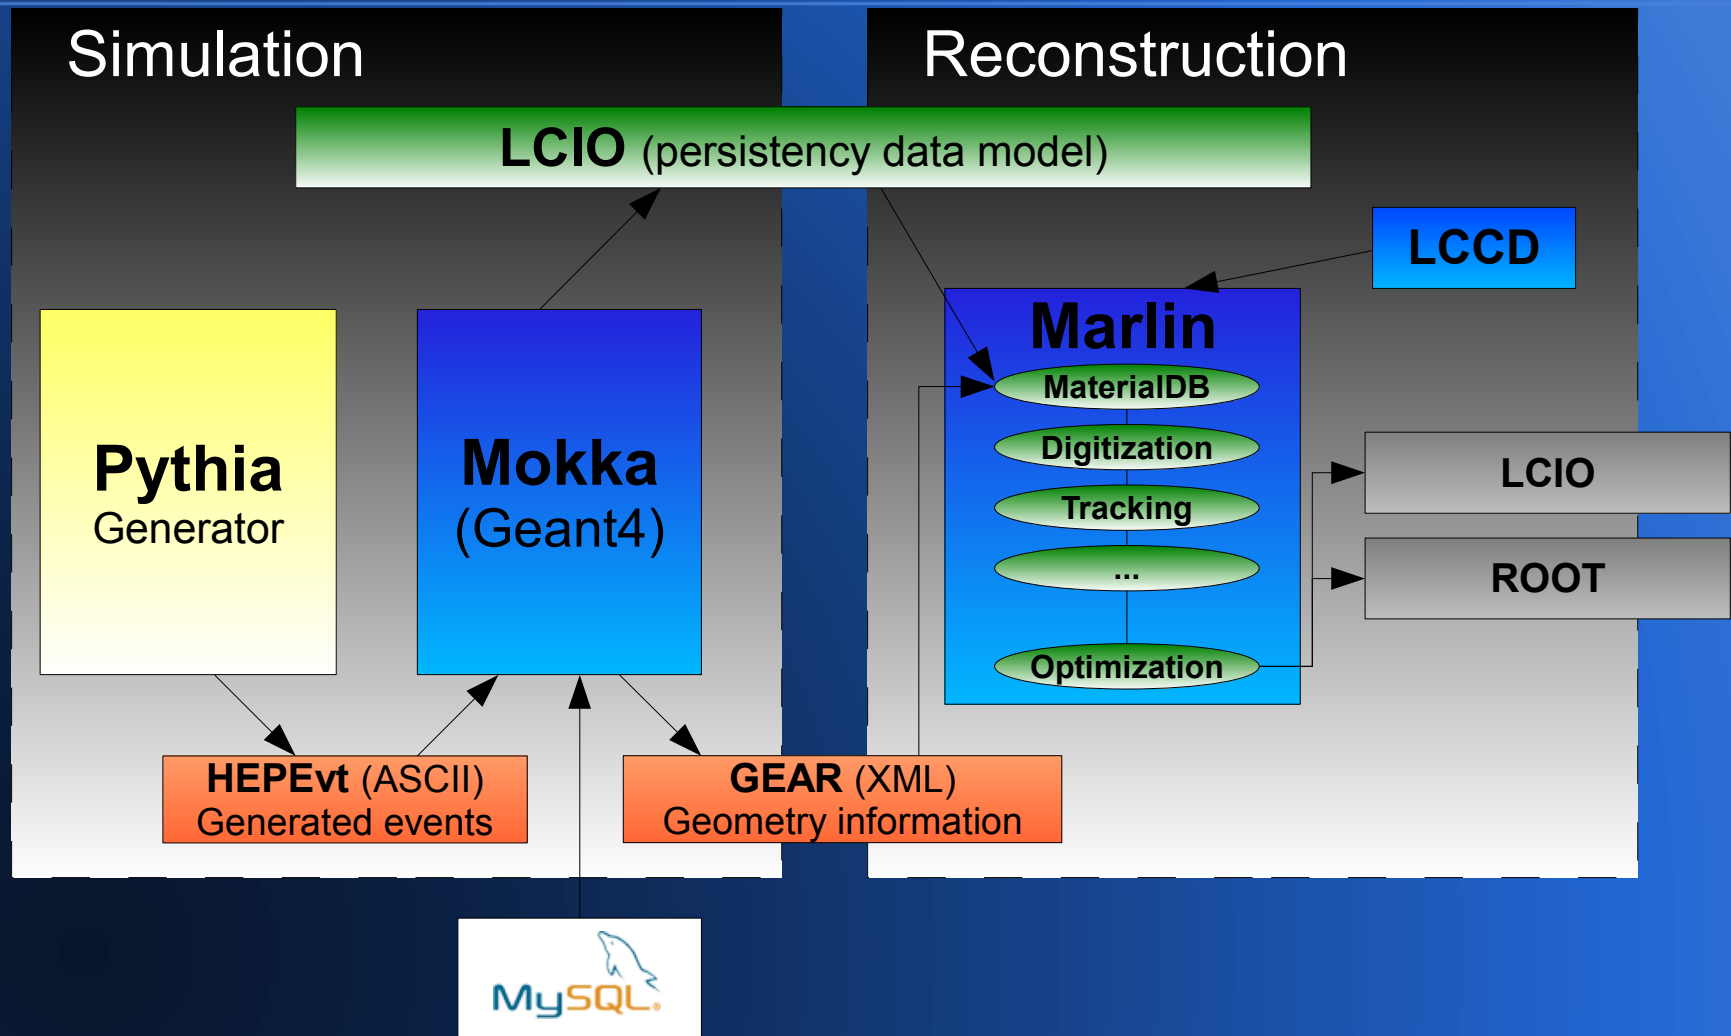 Simulation
Reconstruction
LCIO (persistency data model)
LCCD
Marlin
MaterialDB
Digitization
Tracking
...
Optimization
Pythia
Generator
Mokka
(Geant4)
LCIO
ROOT
HEPEvt (ASCII)
Generated events
GEAR (XML)
Geometry information
MySQL.